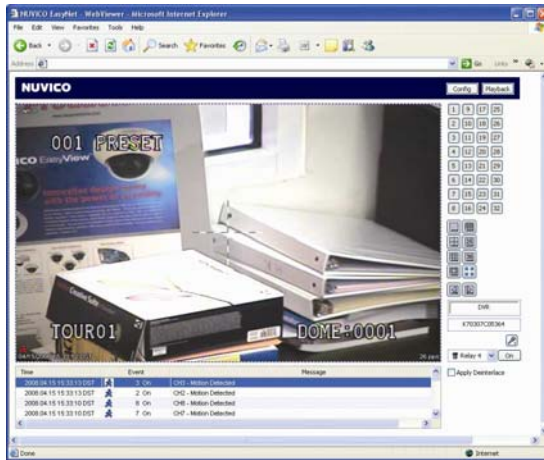 NUVICO EasyNet - WebViewer - Microsoft Internet Explorer
File Edit View Favorites Tools Help
Back Search Favorites
Address Go Links
NUVICO
Config Playback
001 PRESET
ICO EasyView
TOUR01
DOME:0001
1 9 17 25
2 10 18 26
3 11 19 27
4 12 20 28
5 13 21 29
6 14 22 30
7 15 23 31
8 16 24 32
DVR
Relay 4 On
Apply Deinterlace
Time Event Message
2008.04.15 15:33:13 DST 3 On CH3 - Motion Detected
2008.04.15 15:33:13 DST 2 On CH2 - Motion Detected
2008.04.15 15:33:10 DST 8 On CH8 - Motion Detected
2008.04.15 15:33:10 DST 7 On CH7 - Motion Detected
Done Internet